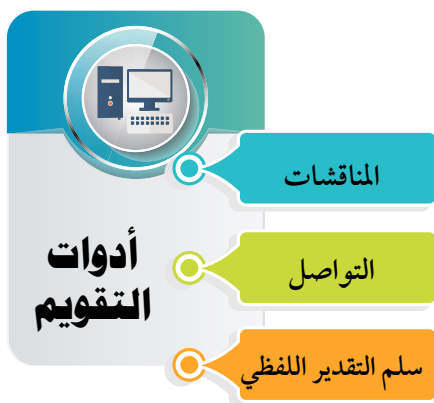 أدوات
التقويم
المناقشات
التواصل
سلم التقدير اللفظي